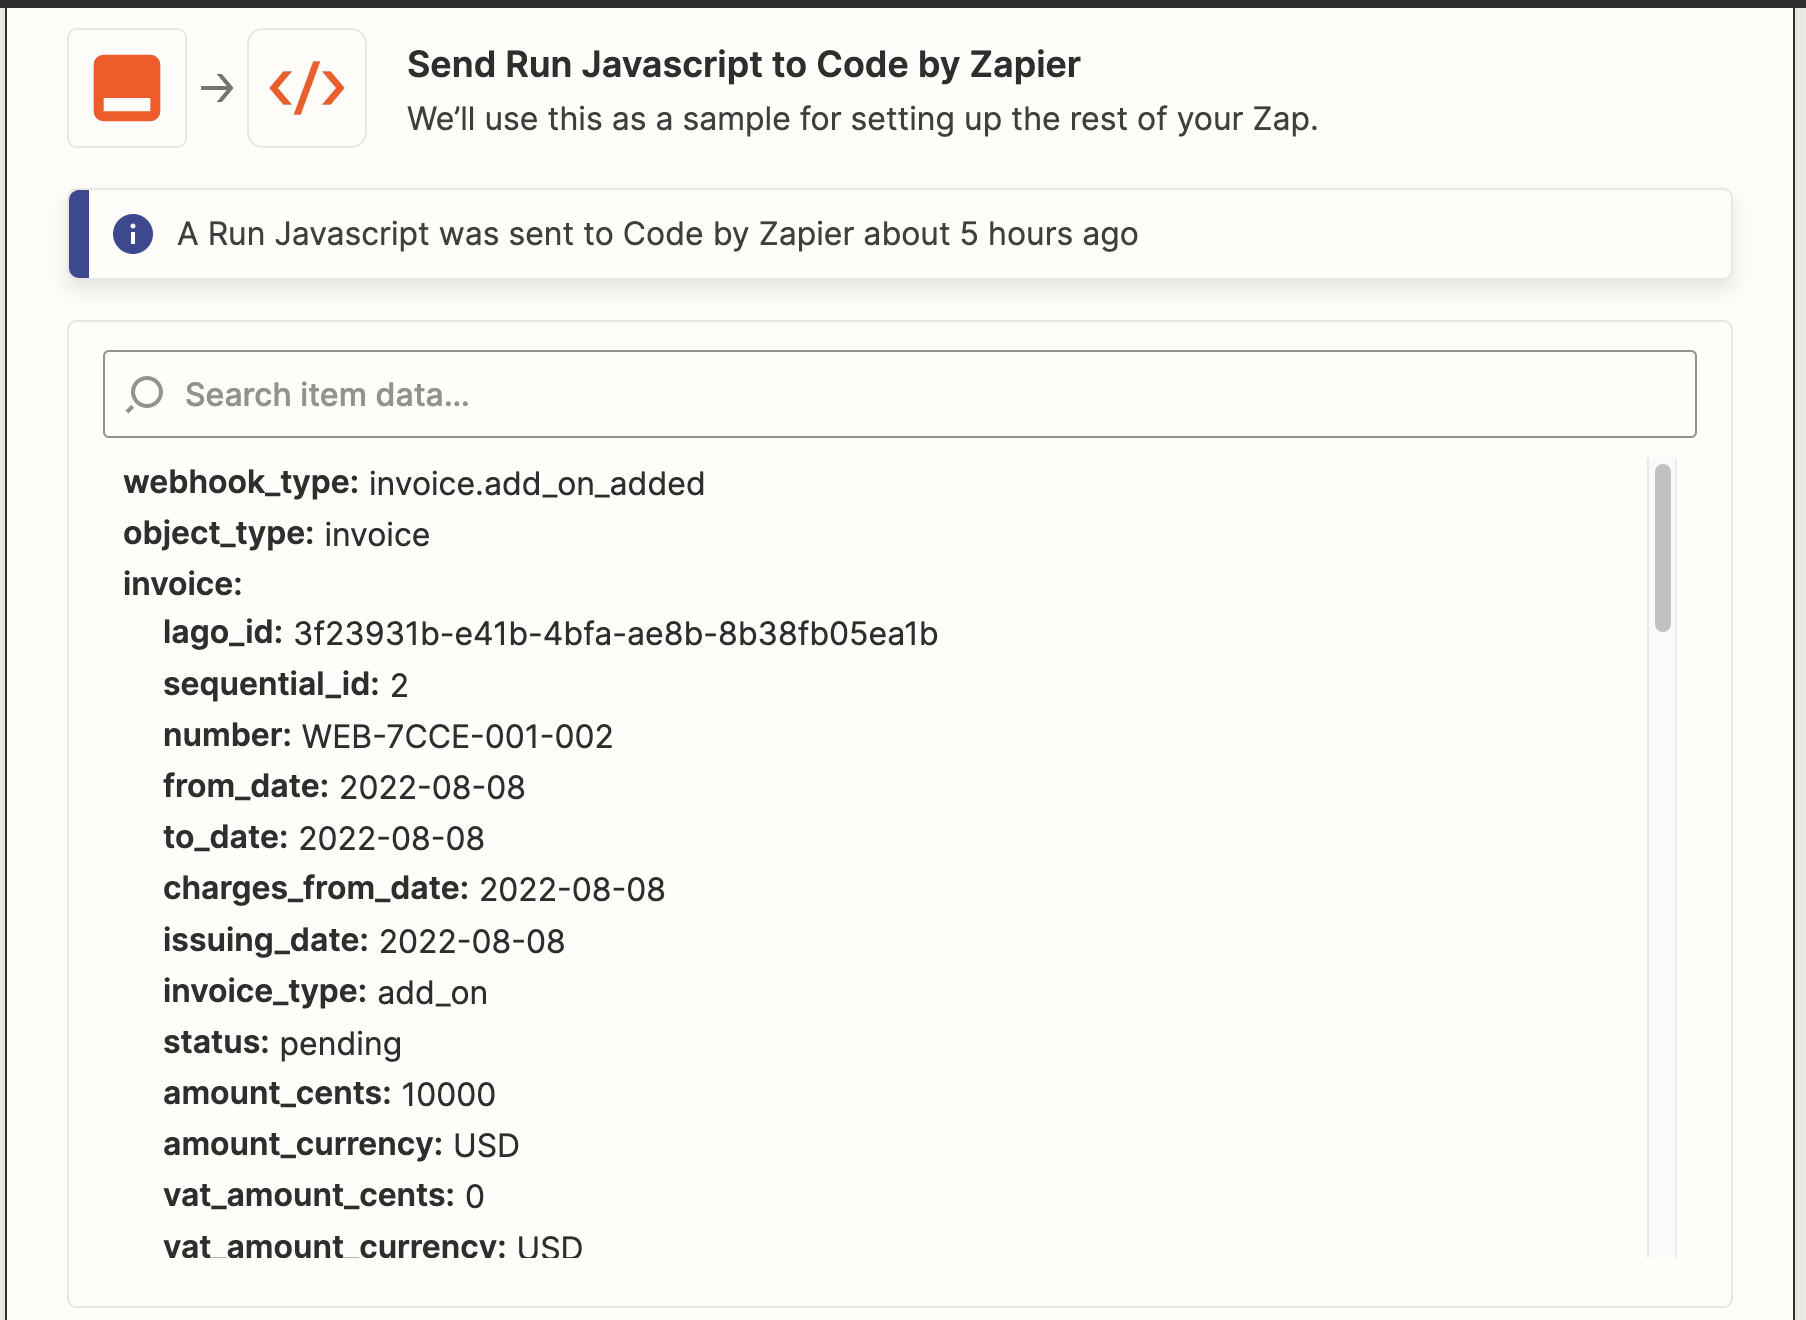 Send Run Javascript to Code by Zapier
We’ll use this as a sample for setting up the rest of your Zap.
A Run Javascript was sent to Code by Zapier about 5 hours ago
Search item data...
webhook_type: invoice.add_on_added
object_type: invoice
invoice:
lago_id: 3f23931b-e41b-4bfa-ae8b-8b38fb05ea1b
sequential_id: 2
number: WEB-7CCE-001-002
from_date: 2022-08-08
to_date: 2022-08-08
charges_from_date: 2022-08-08
issuing_date: 2022-08-08
invoice_type: add_on
status: pending
amount_cents: 10000
amount_currency: USD
vat_amount_cents: 0
vat_amount_currency: USD